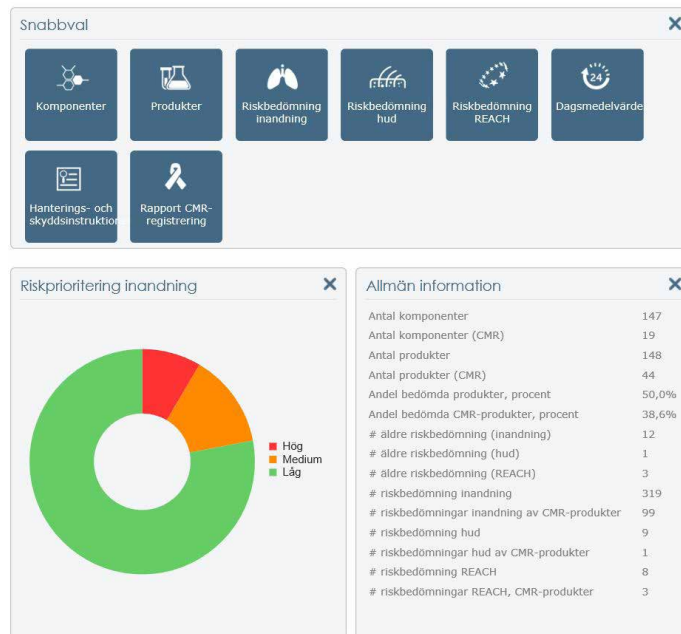 Snabbval
Komponenter
Produkter
Riskbedömning
inandning
Riskbedömning
hud
Riskbedömning
REACH
24
Dagsmedelvärde
Hanterings- och
skyddsinstruktion
Rapport CMR-
registrering
Riskprioritering inandning
Hög
Medium
Låg
Allmän information
Antal komponenter 147
Antal komponenter (CMR) 19
Antal produkter 148
Antal produkter (CMR) 44
Andel bedömda produkter, procent 50,0%
Andel bedömda CMR-produkter, procent 38,6%
# äldre riskbedömning (inandning) 12
# äldre riskbedömning (hud) 1
# äldre riskbedömning (REACH) 3
# riskbedömning inandning 319
# riskbedömningar inandning av CMR-produkter 99
# riskbedömning hud 9
# riskbedömningar hud av CMR-produkter 1
# riskbedömning REACH 8
# riskbedömningar REACH, CMR-produkter 3